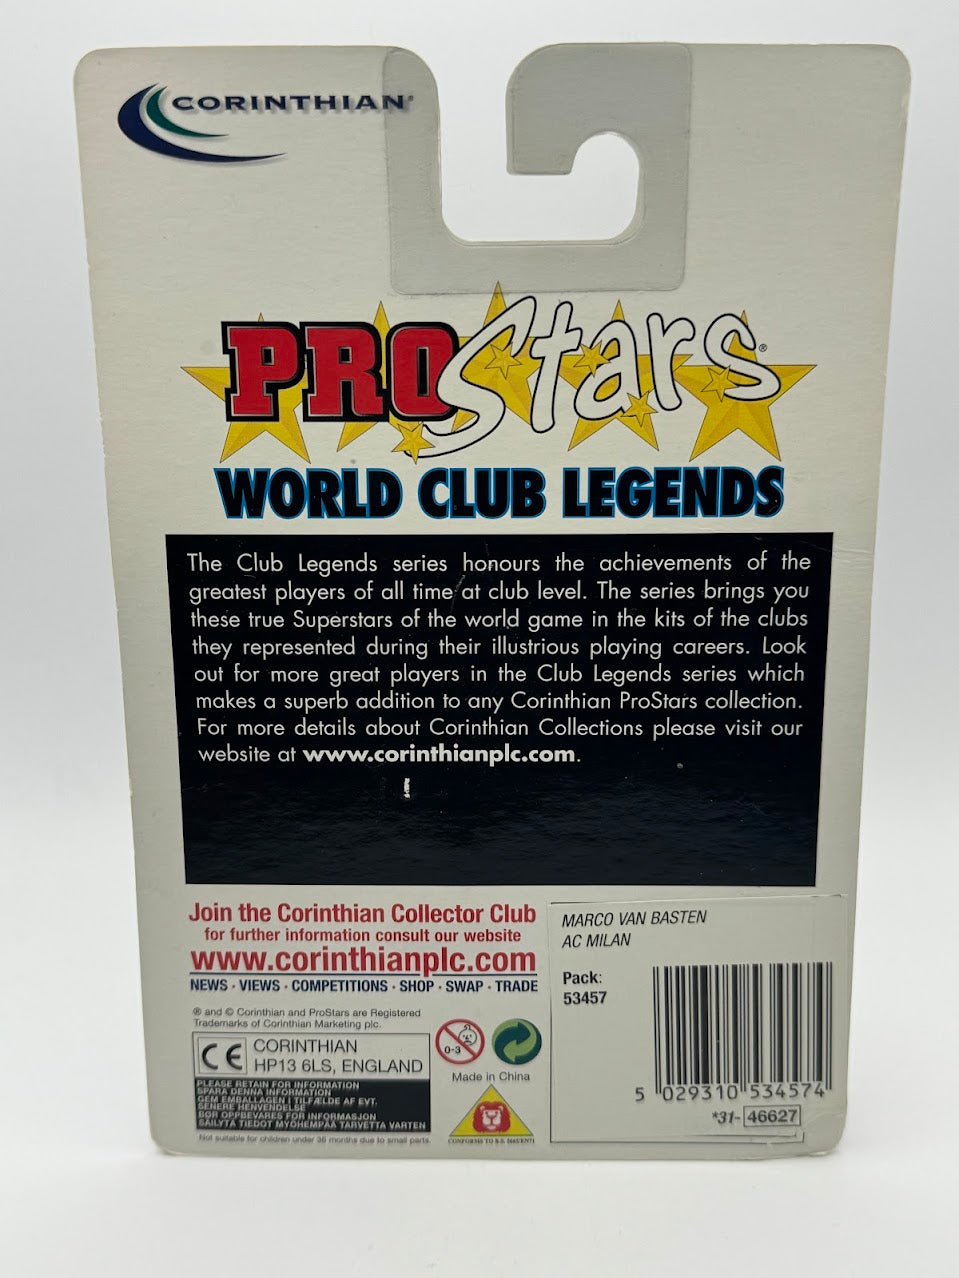 CORINTHIAN®
PROStars®
WORLD CLUB LEGENDS
The Club Legends series honours the achievements of the
greatest players of all time at club level. The series brings you
these true Superstars of the world game in the kits of the clubs
they represented during their illustrious playing careers. Look
out for more great players in the Club Legends series which
makes a superb addition to any Corinthian ProStars collection.
For more details about Corinthian Collections please visit our
website at www.corinthianplc.com.
Join the Corinthian Collector Club
for further information consult our website
www.corinthianplc.com
NEWS · VIEWS · COMPETITIONS · SHOP · SWAP · TRADE
® and © Corinthian and ProStars are Registered
Trademarks of Corinthian Marketing plc.
CE
CORINTHIAN
HP13 6LS, ENGLAND
PLEASE RETAIN FOR INFORMATION
SPARA DENNA INFORMATION
GEM EMBALLAGEN I TILFÆLDE AF EVT.
SENERE HENVENDELSE
BØR OPPBEVARES FOR INFORMASJON
SÄILYTÄ TIEDOT MYÖHEMPÄÄ TARVETTA VARTEN
Not suitable for children under 36 months due to small parts.
0-3
Made in China
CONFORMS TO B.S.
MARCO VAN BASTEN
AC MILAN
Pack:
53457
5 029310 534574
*31- 46627